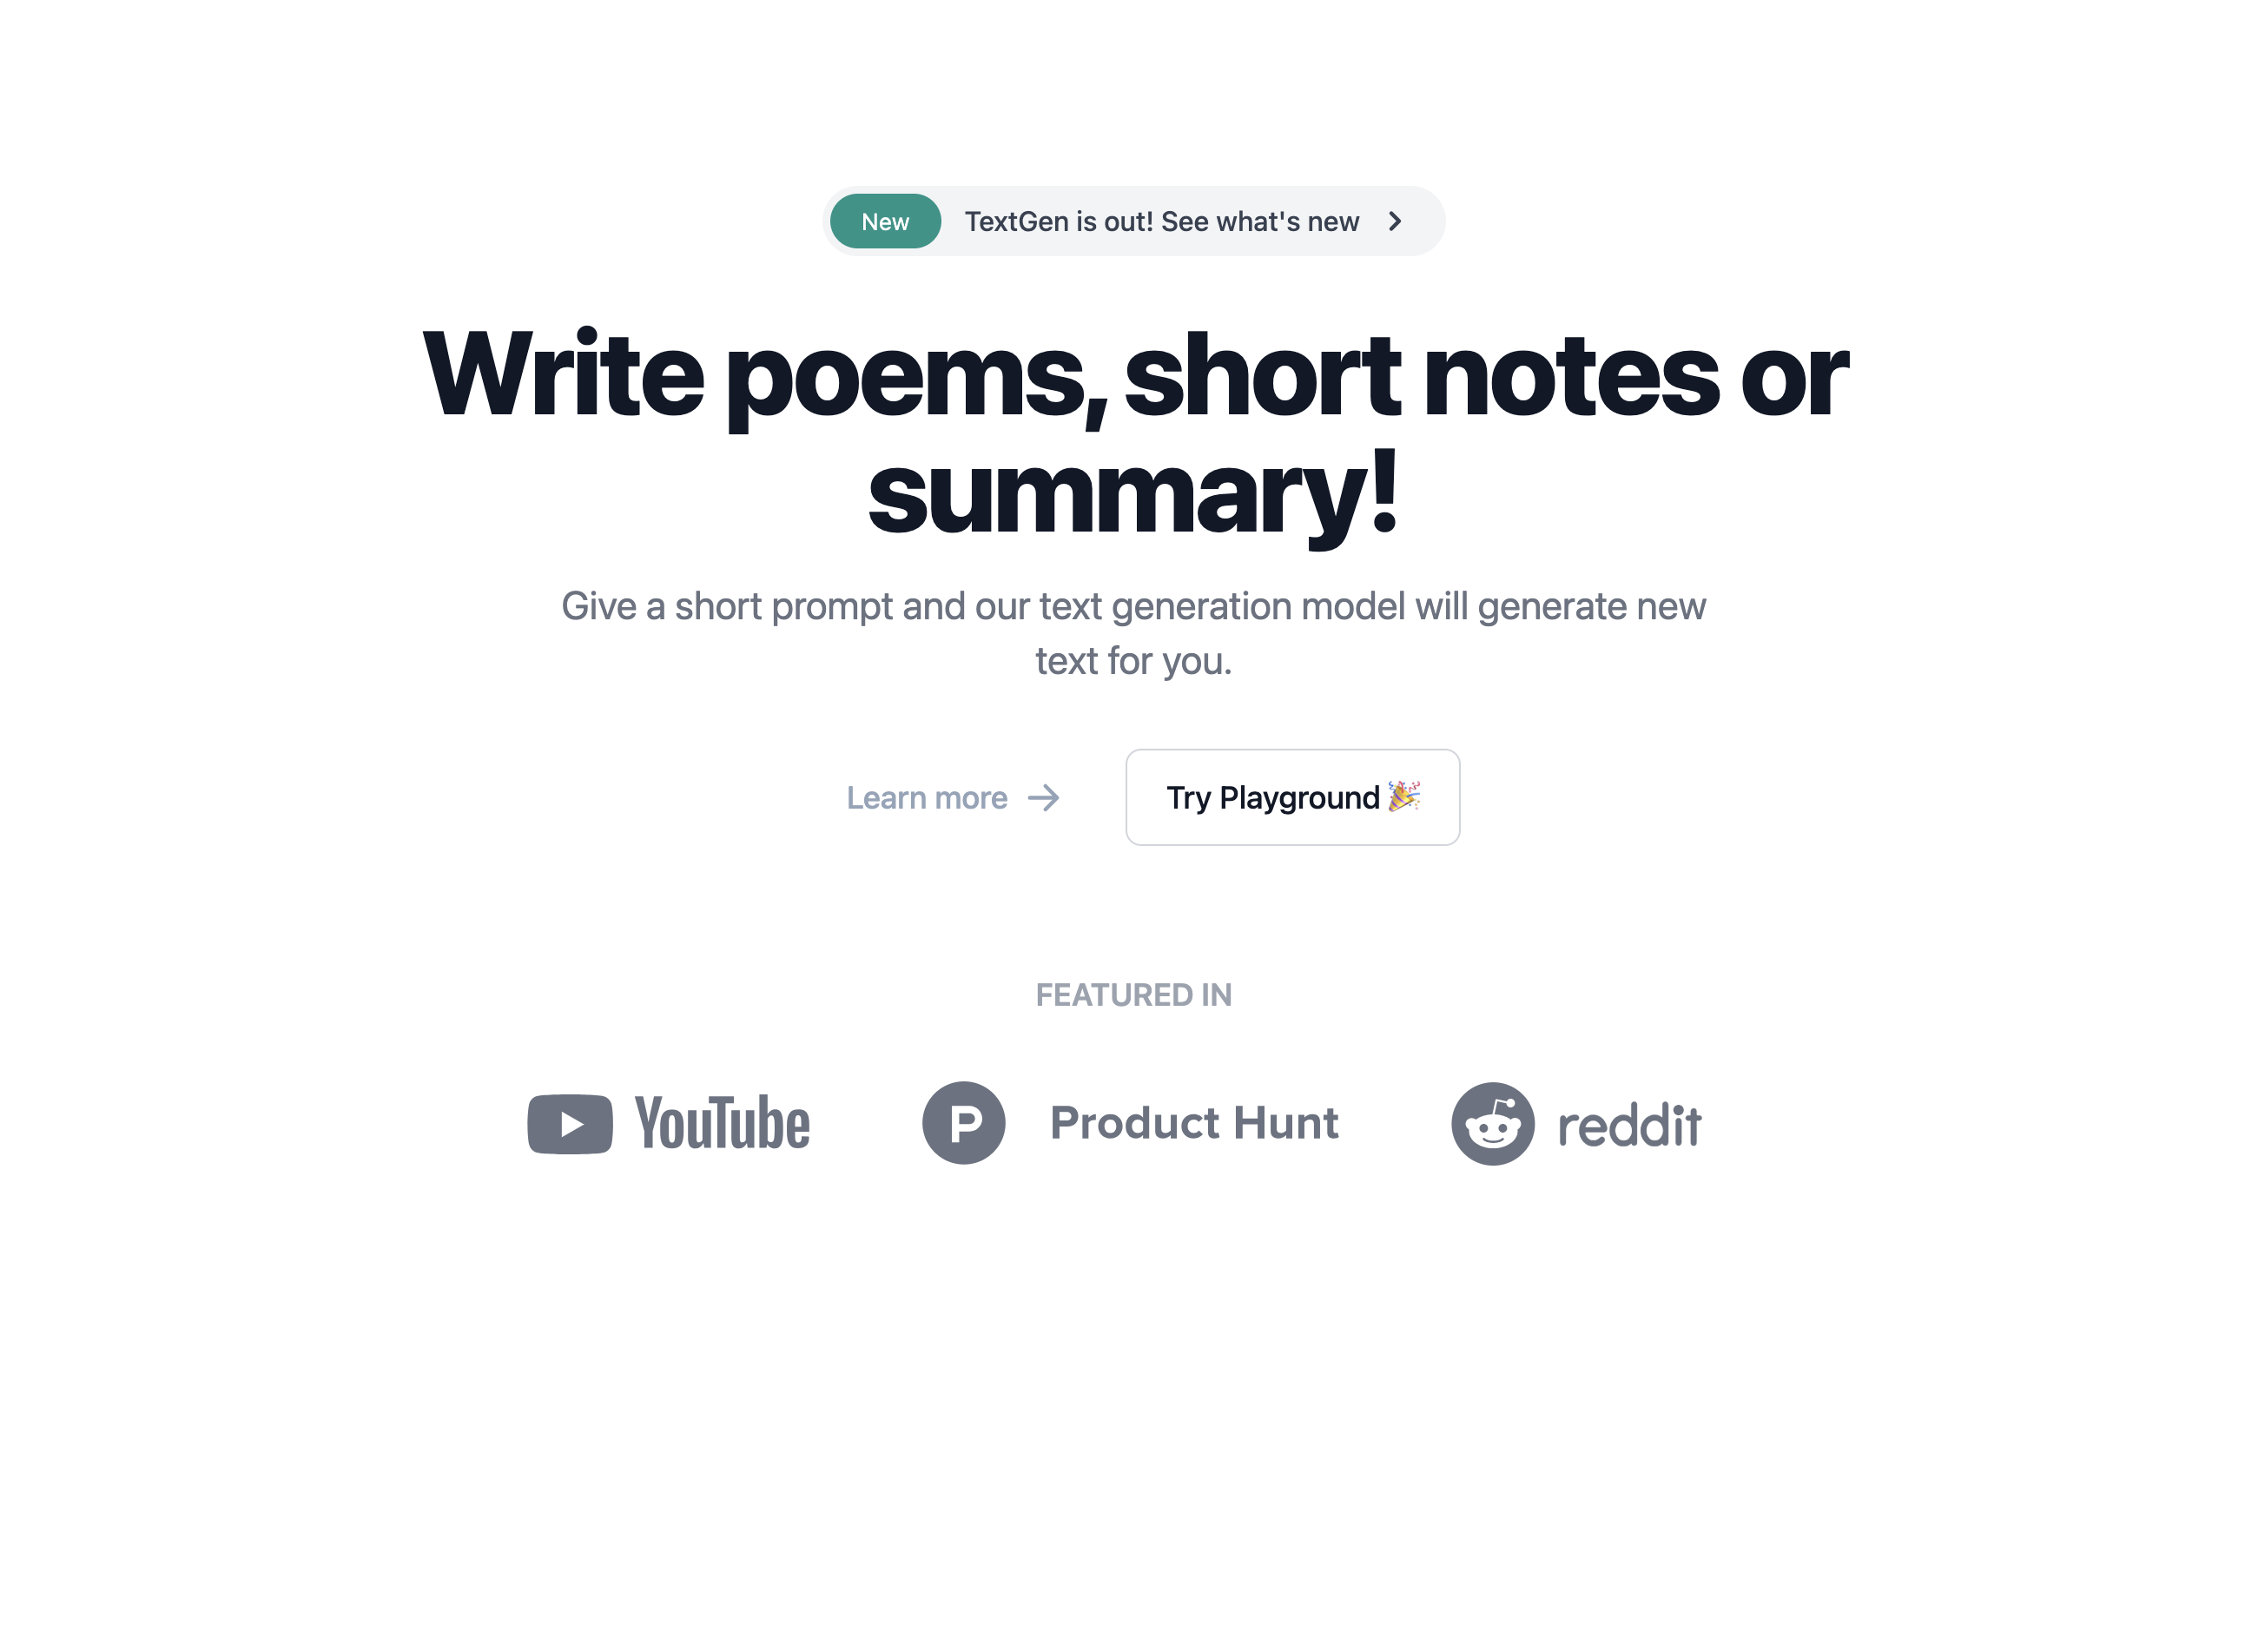 New TextGen is out! See what's new
Write poems, short notes or
summary!
Give a short prompt and our text generation model will generate new
text for you.
Learn more Try Playground 🎉
FEATURED IN
YouTube Product Hunt reddit